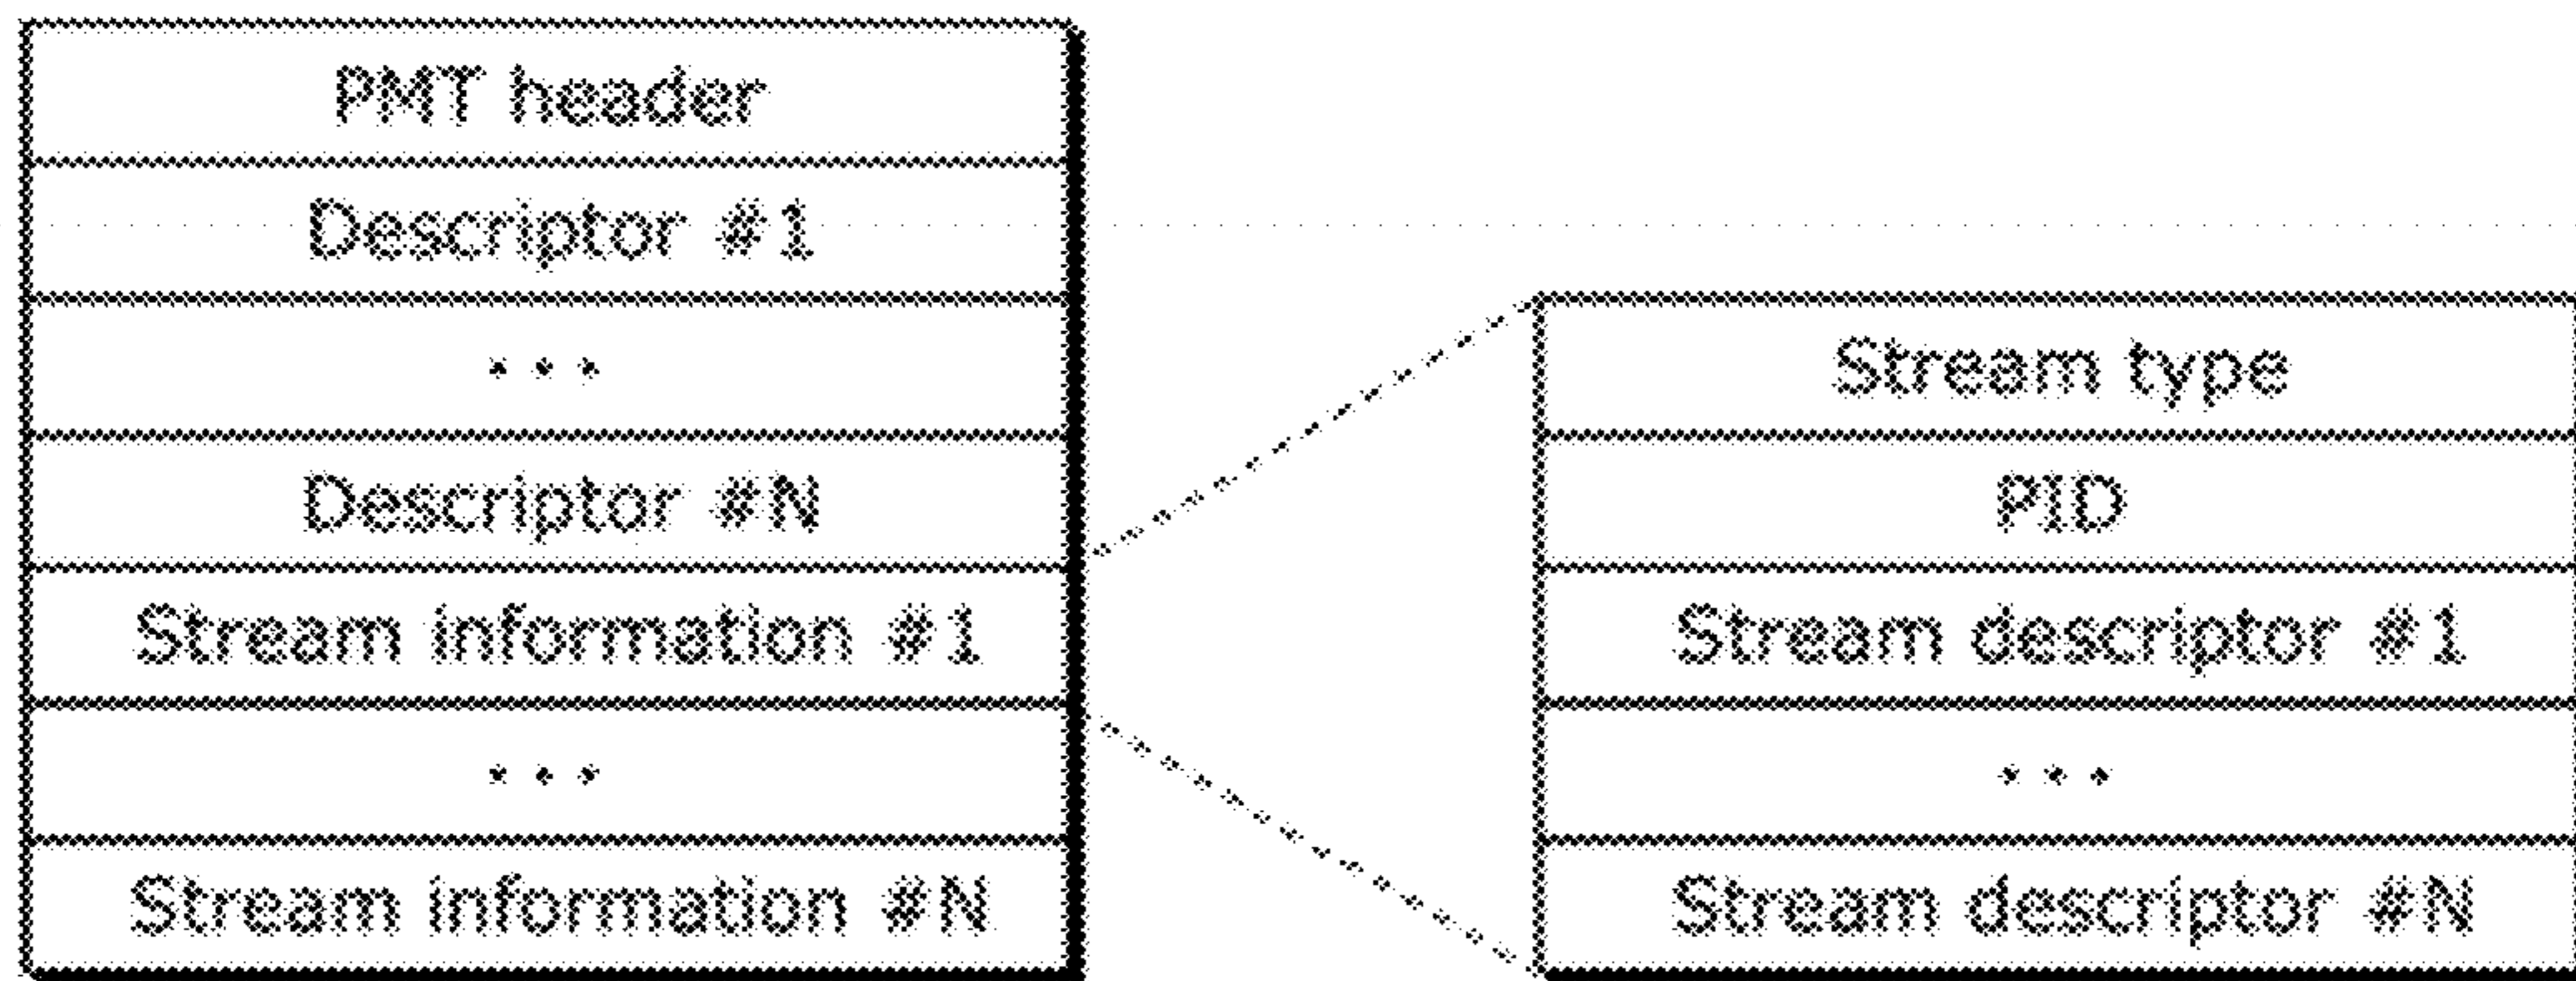 PMT header
Descriptor #1
...
Descriptor #N
Stream information #1
...
Stream information #N
Stream type
PID
Stream descriptor #1
...
Stream descriptor #N